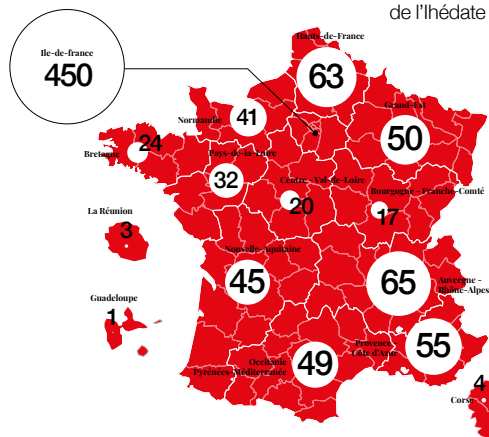 de l'Ihédate
Ile-de-france
450
Hauts-de-France
63
Normandie
41
Grand-Est
50
Bretagne
24
Pays-de-la-Loire
32
Centre - Val-de-Loire
20
Bourgogne - Franche-Comté
17
La Réunion
3
Nouvelle-Aquitaine
45
65
Auvergne -
Rhône-Alpes
Guadeloupe
1
Provence
Côte d'Azur
55
Occitanie
Pyrénées-Méditerranée
49
4
Corse